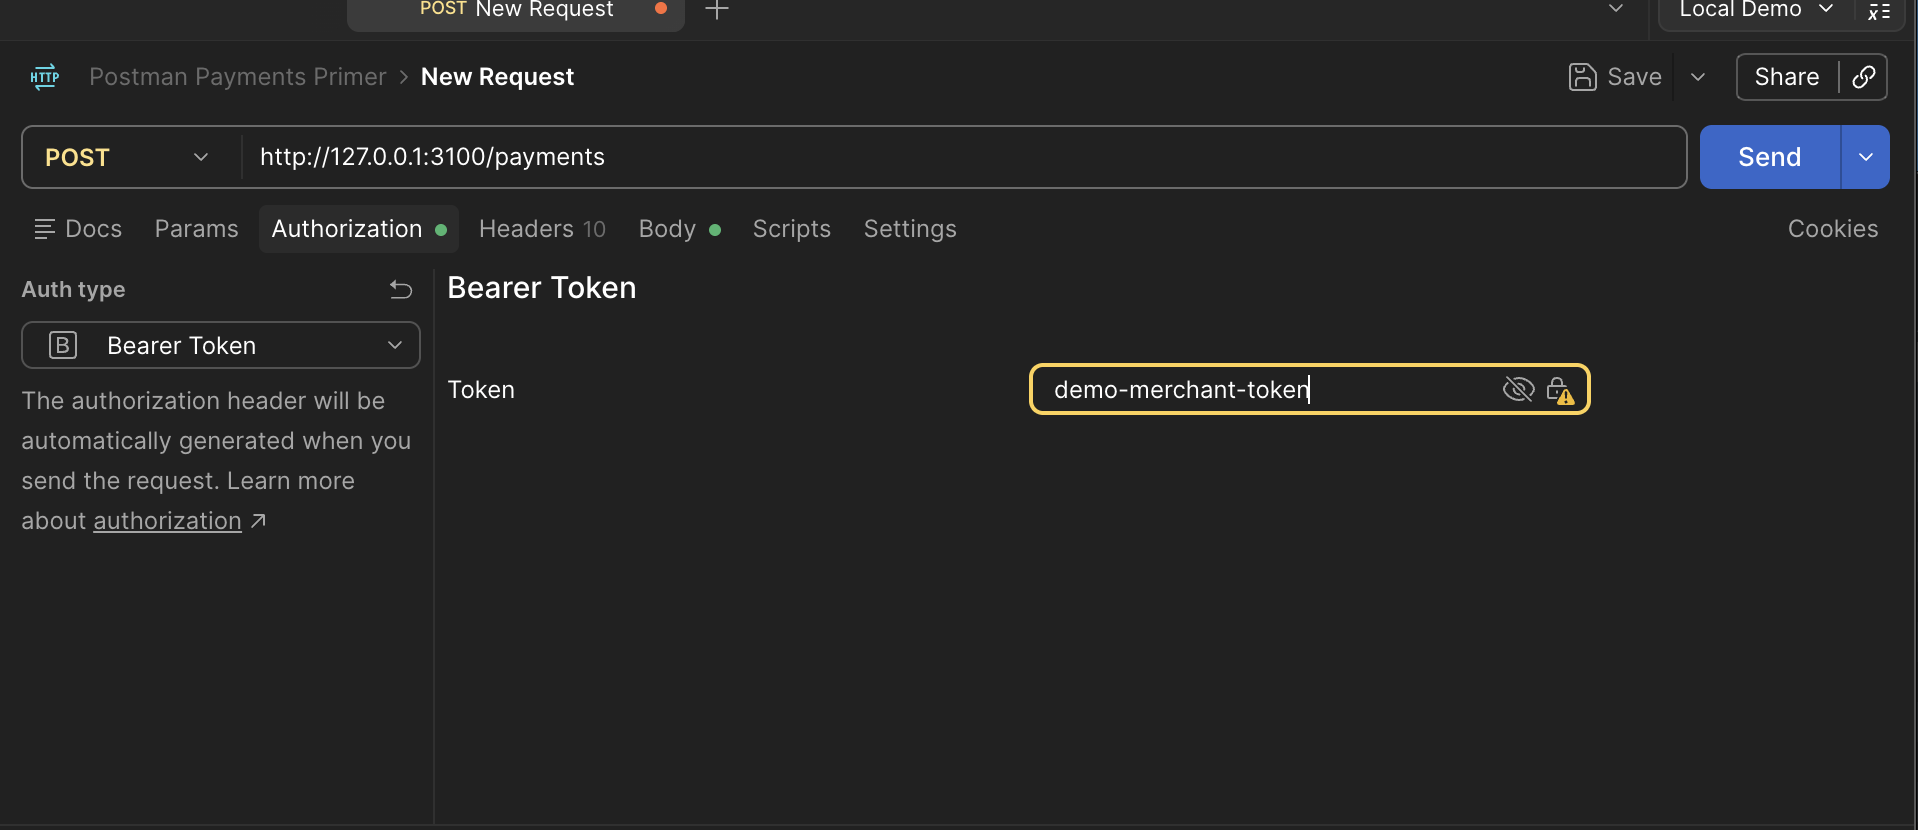 POST New Request
Local Demo
HTTP Postman Payments Primer > New Request
Save
Share
POST
http://127.0.0.1:3100/payments
Send
Docs Params Authorization Headers 10 Body Scripts Settings
Cookies
Auth type
B Bearer Token
The authorization header will be
automatically generated when you
send the request. Learn more
about authorization
Bearer Token
Token
demo-merchant-token